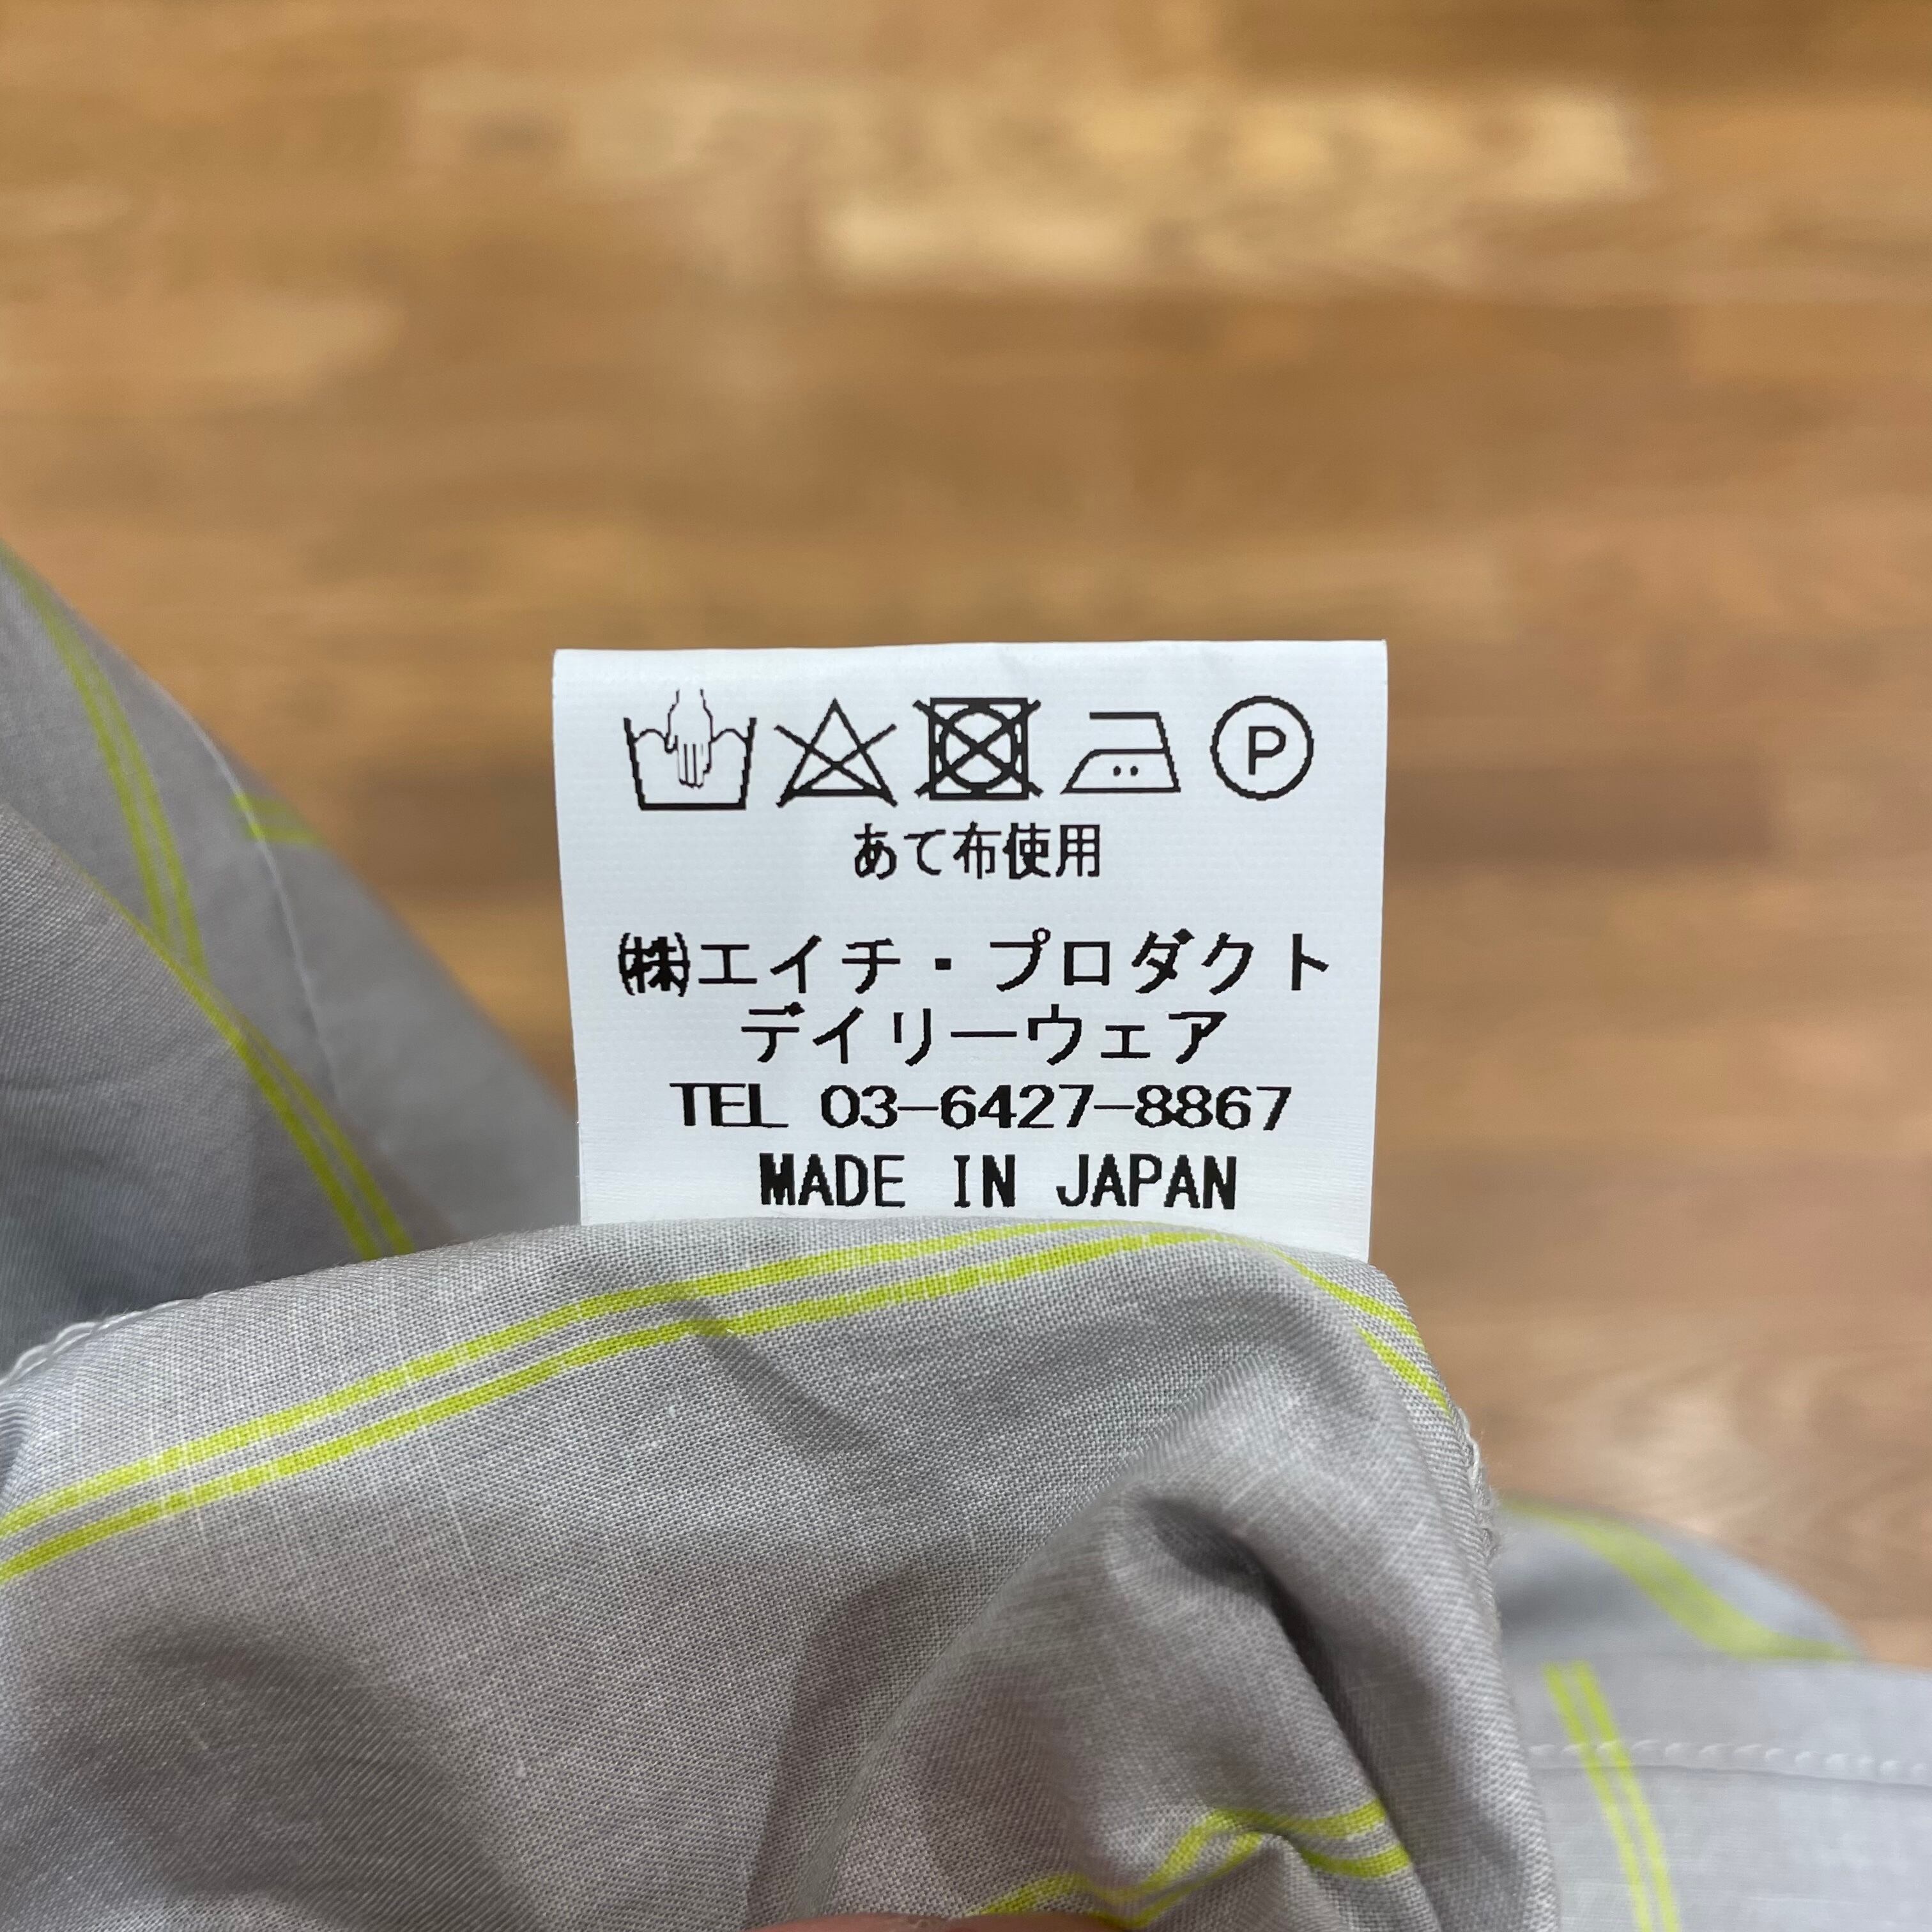 P
あて布使用
㈱エイチ・プロダクト
デイリーウェア
TEL 03-6427-8867
MADE IN JAPAN